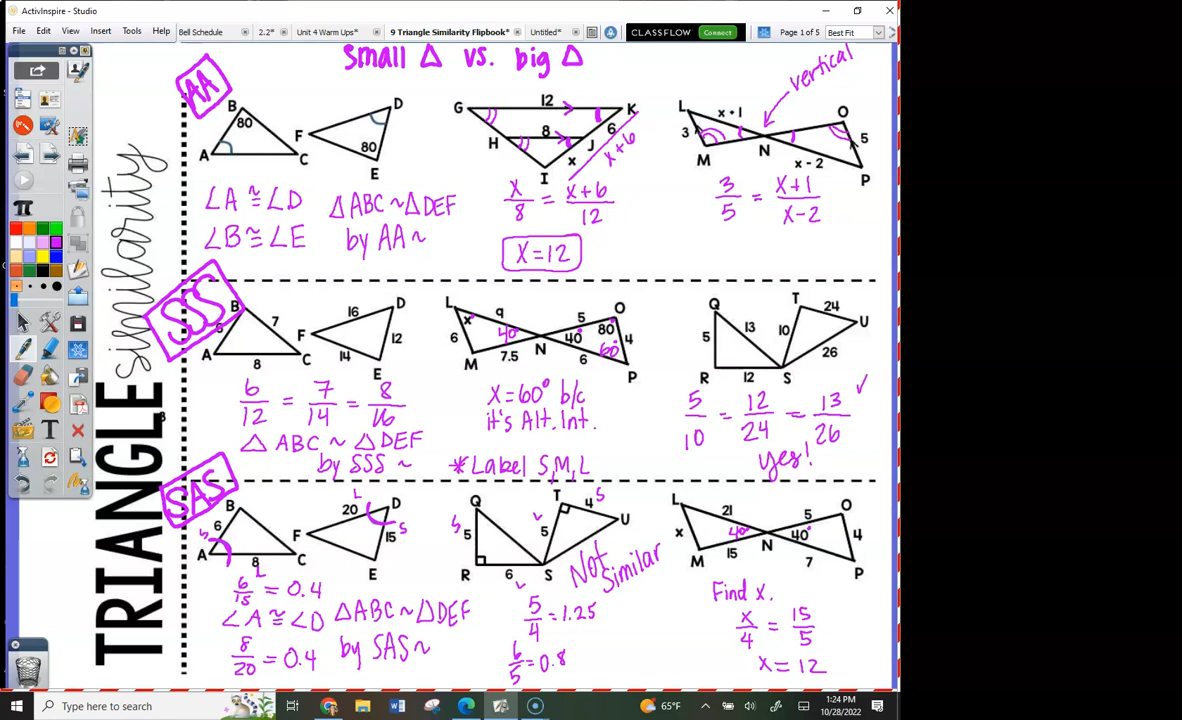 ActivInspire - Studio
File Edit View Insert Tools Help
Bell Schedule 2.2* Unit 4 Warm Ups* 9 Triangle Similarity Flipbook* Untitled* CLASSFLOW Connect Page 1 of 5 Best Fit
Small Δ vs. big Δ
TRIANGLE similarity
AA
B
80
A
C
D
F
80
E
∠A ≅ ∠D
∠B ≅ ∠E
ΔABC ~ ΔDEF
by AA ~
G
12
K
8
6
H
J
x
x+6
I
x/8 = x+6/12
X=12
vertical
L
x + 1
O
3
5
M
N
x - 2
P
3/5 = x+1/x-2
SSS
B
6
7
A
8
C
D
16
F
12
14
E
6/12 = 7/14 = 8/16
Δ ABC ~ ΔDEF
by SSS ~
L
9
5
O
x°
80°
6
40°
40°
4
M
7.5
N
6
60°
P
X=60° b/c
it's Alt. Int.
*Label S,M,L
Q
T
24
U
5
13
10
26
R
12
S
5/10 = 12/24 = 13/26 ✓
yes!
SAS
B
6
S
A
8
L
C
L
20
D
F
15
S
E
6/15 = 0.4
∠A ≅ ∠D
8/20 = 0.4
ΔABC ~ ΔDEF
by SAS ~
Q
T
4
S
S
5
L
5
U
R
6
S
L
Not Similar
5/4 = 1.25
6/5 = 0.8
L
21
5
O
x
40°
40°
4
M
15
N
7
P
Find x.
x/4 = 15/5
x = 12
Type here to search
65°F
1:24 PM
10/28/2022